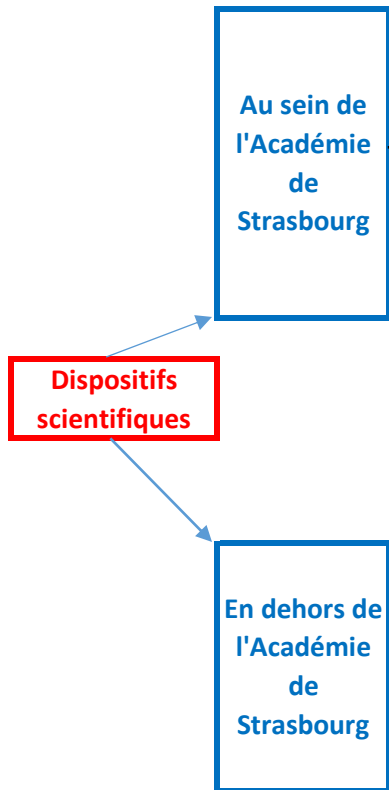 Au sein de
l'Académie
de
Strasbourg
Dispositifs
scientifiques
En dehors de
l'Académie
de
Strasbourg